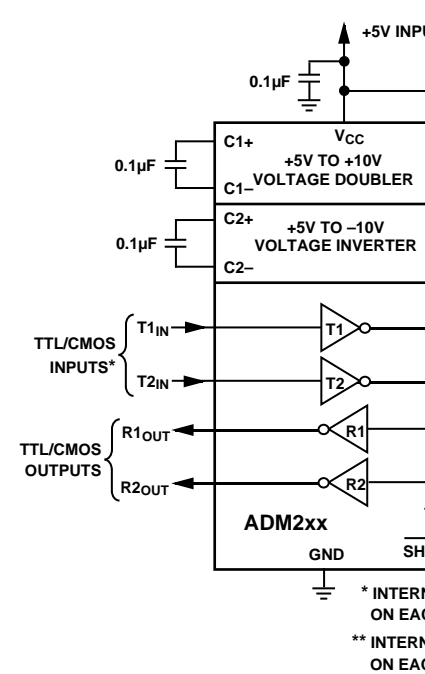 +5V INPU
0.1µF
VCC
C1+
+5V TO +10V
VOLTAGE DOUBLER
0.1µF
C1–
C2+
+5V TO –10V
VOLTAGE INVERTER
0.1µF
C2–
T1IN
T1
TTL/CMOS
INPUTS*
T2IN
T2
R1OUT
R1
TTL/CMOS
OUTPUTS
R2OUT
R2
ADM2xx
GND
SH
* INTERN
ON EAC
** INTERN
ON EAC